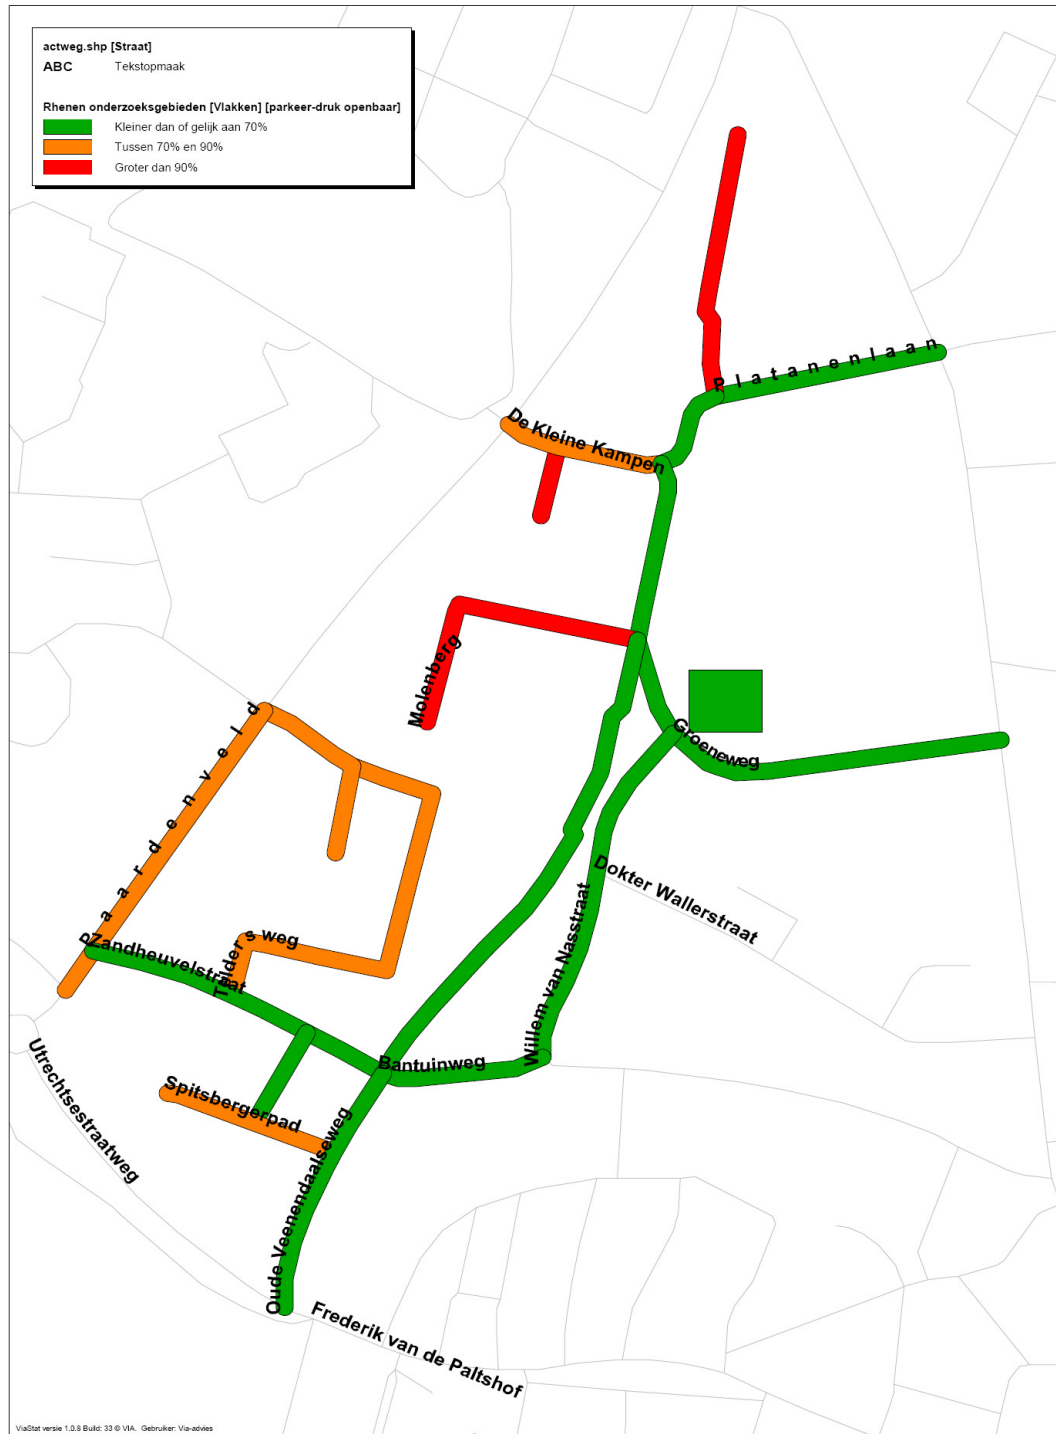 actweg.shp [Straat]
ABC Tekstopmaak
Rhenen onderzoeksgebieden [Vlakken] [parkeer-druk openbaar]
Kleiner dan of gelijk aan 70%
Tussen 70% en 90%
Groter dan 90%
Platanenlaan
De Kleine Kampen
Molenberg
Paardenveld
Groeneweg
Dokter Wallerstraat
Zandheuvelstraat
Teldersweg
Willem van Nasstraat
Bantuinweg
Utrechtsestraatweg
Spitsbergerpad
Oude Veenendaalseweg
Frederik van de Paltshof
ViaStat versie 1.0.8 Build: 33 © VIA. Gebruiker: Via-advies